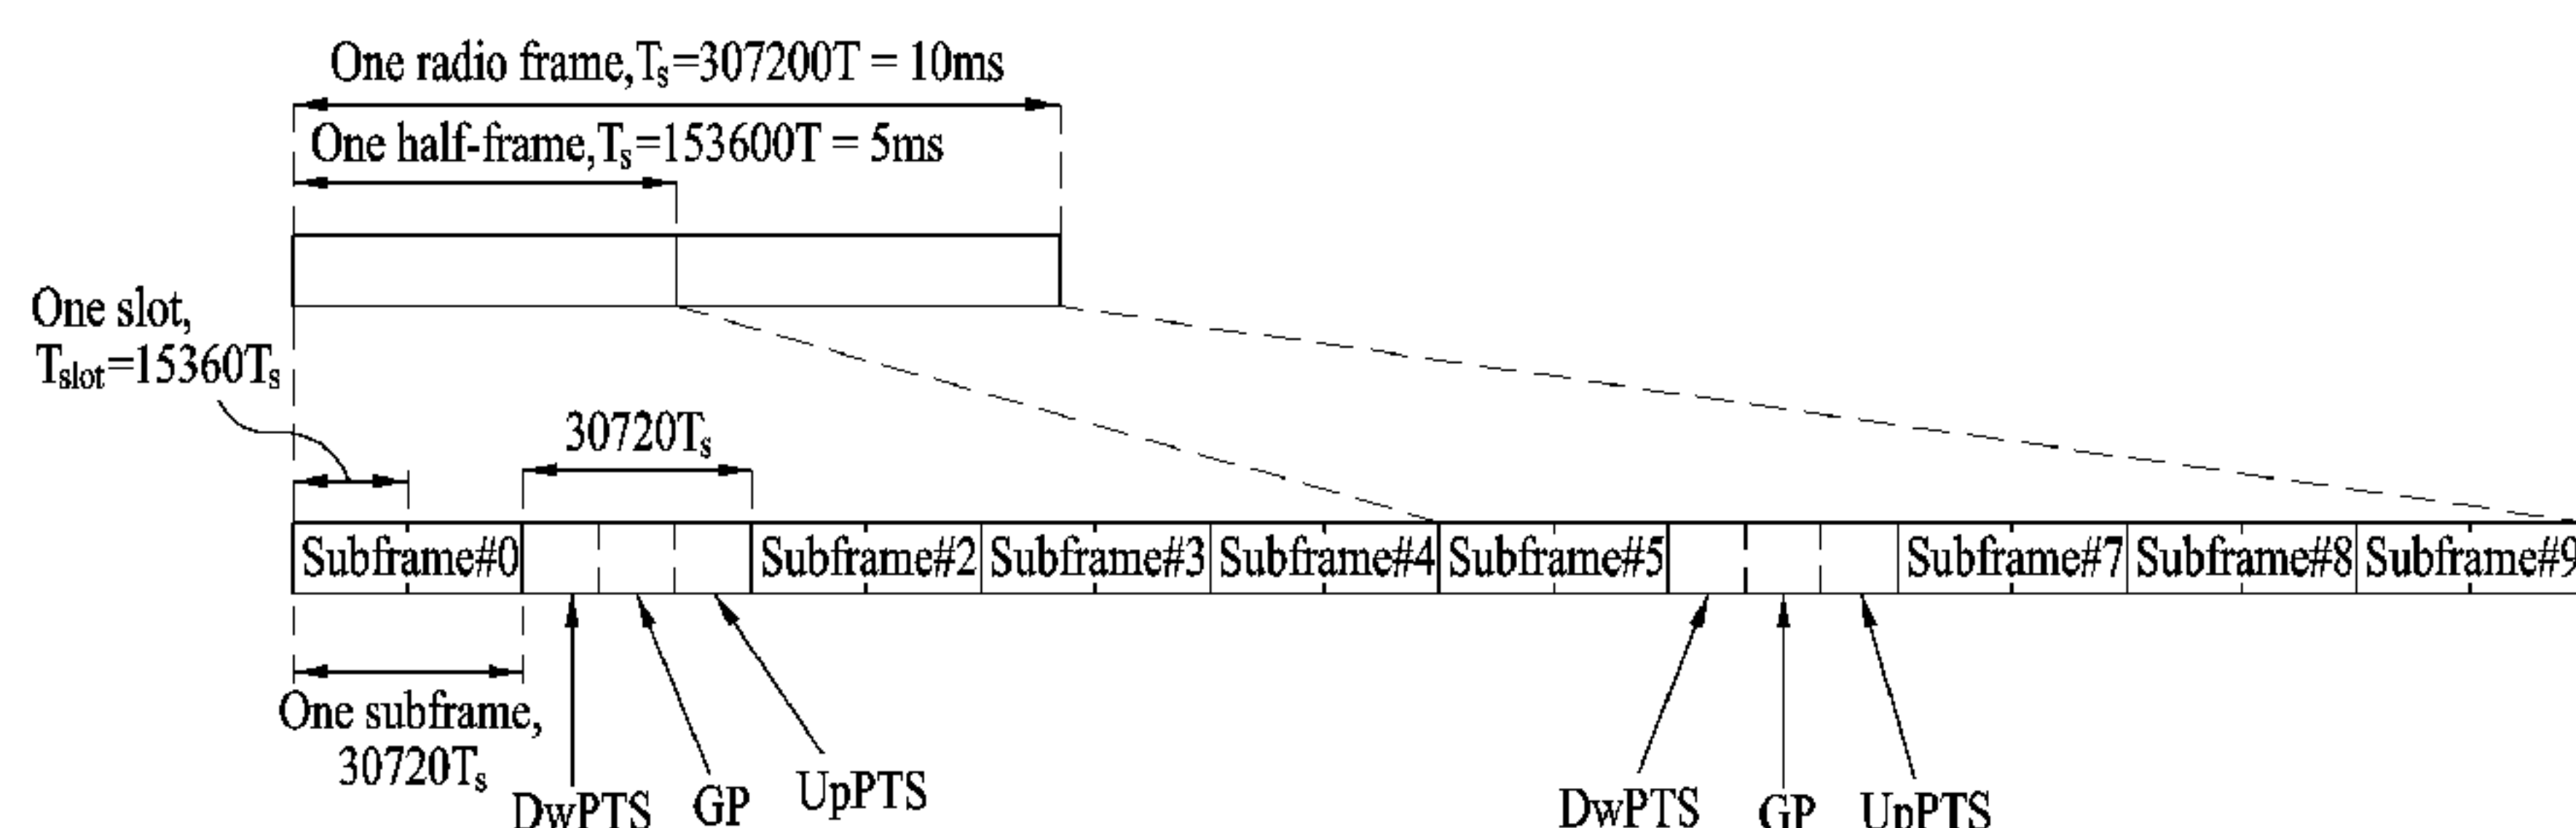 One radio frame,Ts=307200T = 10ms
One half-frame,Ts=153600T = 5ms
One slot,
Tslot=15360Ts
30720Ts
Subframe#0 Subframe#2 Subframe#3 Subframe#4 Subframe#5 Subframe#7 Subframe#8 Subframe#9
One subframe,
30720Ts
DwPTS GP UpPTS DwPTS GP UpPTS